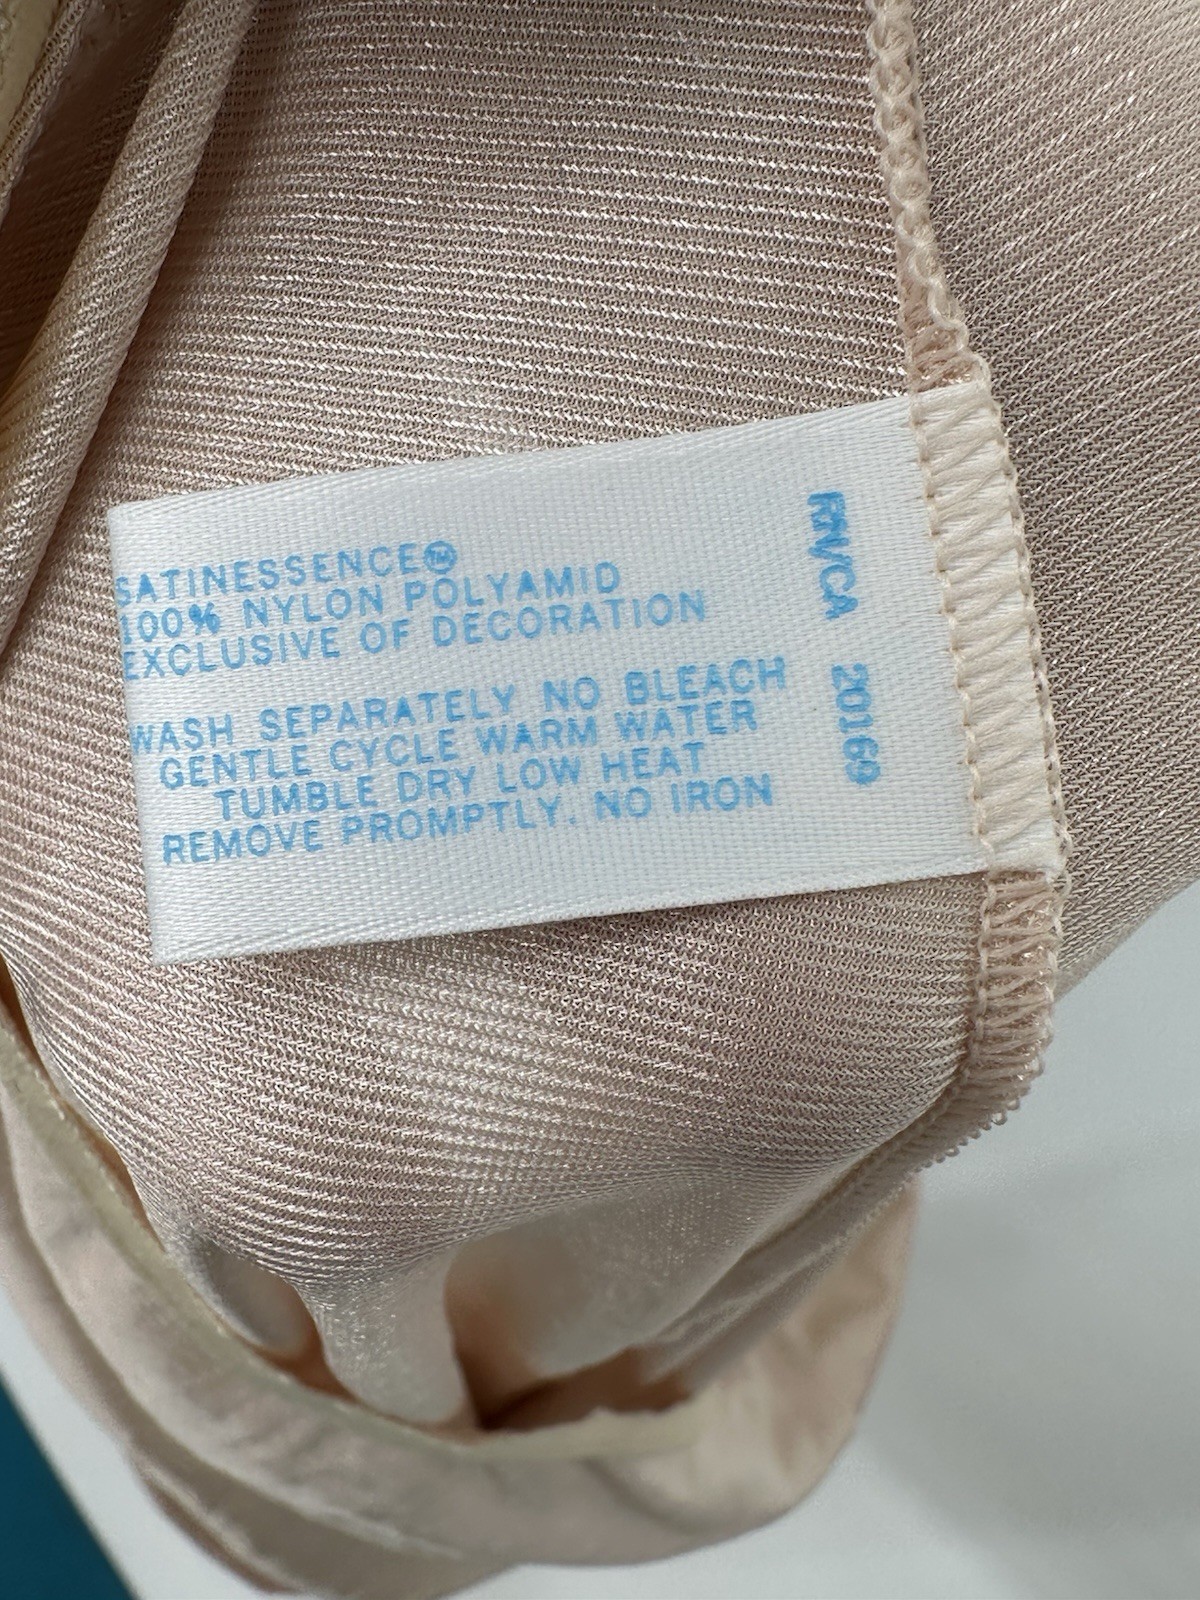 SATINESSENCE™
100% NYLON POLYAMID
EXCLUSIVE OF DECORATION
WASH SEPARATELY NO BLEACH
GENTLE CYCLE WARM WATER
TUMBLE DRY LOW HEAT
REMOVE PROMPTLY. NO IRON
RN/CA 20169